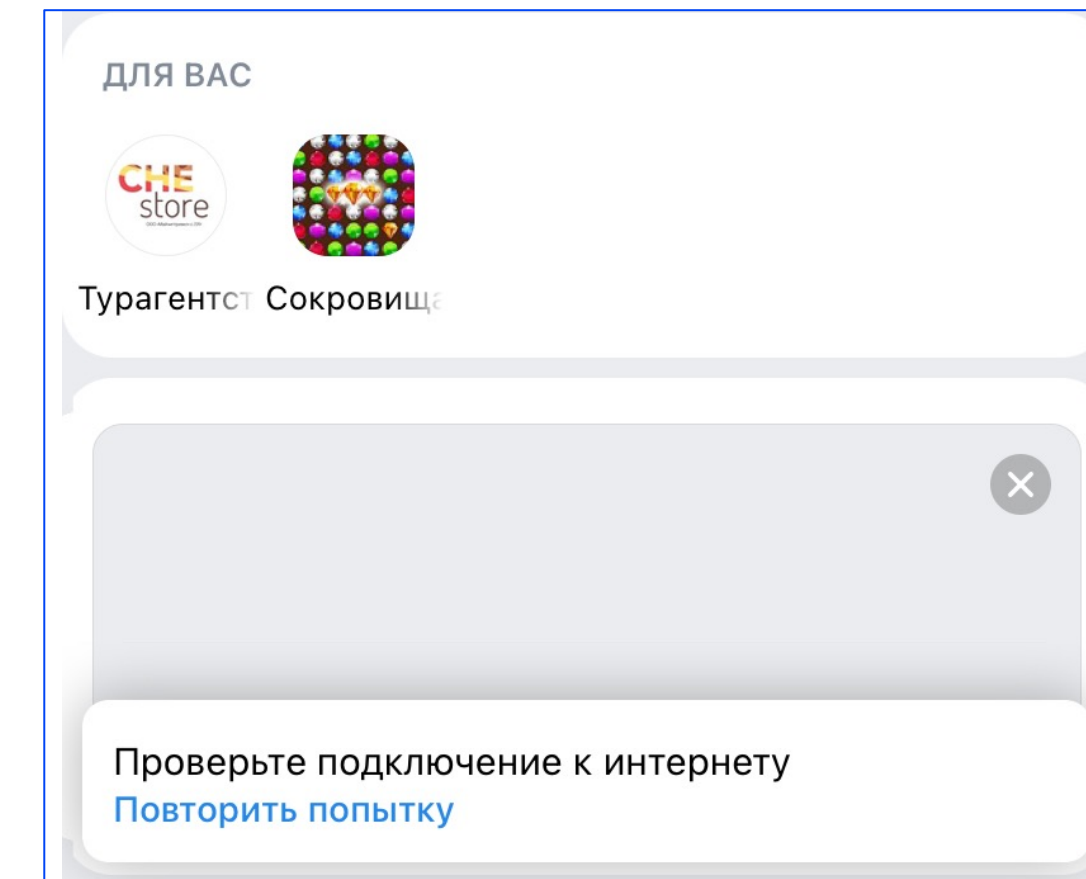 ДЛЯ ВАС
CHE
store
Турагентст
Сокровища
Проверьте подключение к интернету
Повторить попытку